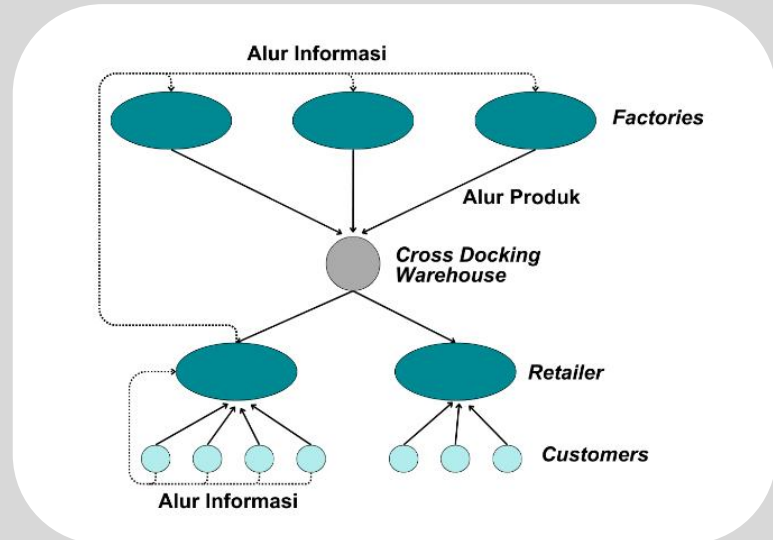 Alur Informasi
Factories
Alur Produk
Cross Docking
Warehouse
Retailer
Customers
Alur Informasi